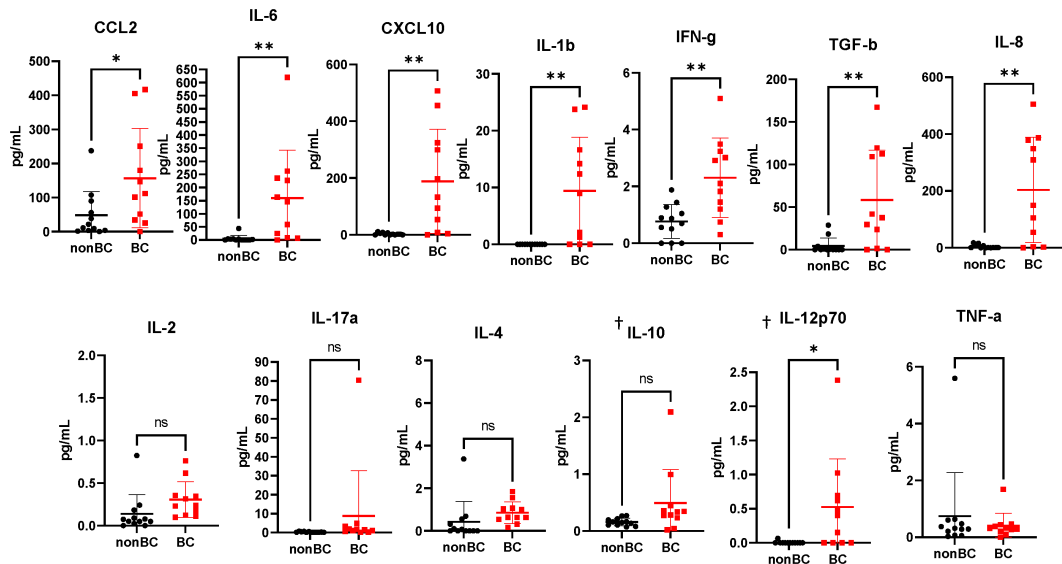 CCL2
*
500
400
300
200
100
0
pg/mL
nonBC BC
IL-6
**
650
600
550
500
450
400
350
300
250
200
150
100
50
0
pg/mL
nonBC BC
CXCL10
**
600
400
200
0
pg/mL
nonBC BC
IL-1b
**
30
20
10
0
pg/mL
nonBC BC
IFN-g
**
6
4
2
0
pg/mL
nonBC BC
TGF-b
**
200
150
100
50
0
pg/mL
nonBC BC
IL-8
**
600
400
200
0
pg/mL
nonBC BC
IL-2
ns
2.0
1.5
1.0
0.5
0.0
pg/mL
nonBC BC
IL-17a
ns
90
80
70
60
50
40
30
20
10
0
pg/mL
nonBC BC
IL-4
ns
8
6
4
2
0
pg/mL
nonBC BC
† IL-10
ns
3
2
1
0
pg/mL
nonBC BC
† IL-12p70
*
2.5
2.0
1.5
1.0
0.5
0.0
pg/mL
nonBC BC
TNF-a
ns
6
4
2
0
pg/mL
nonBC BC